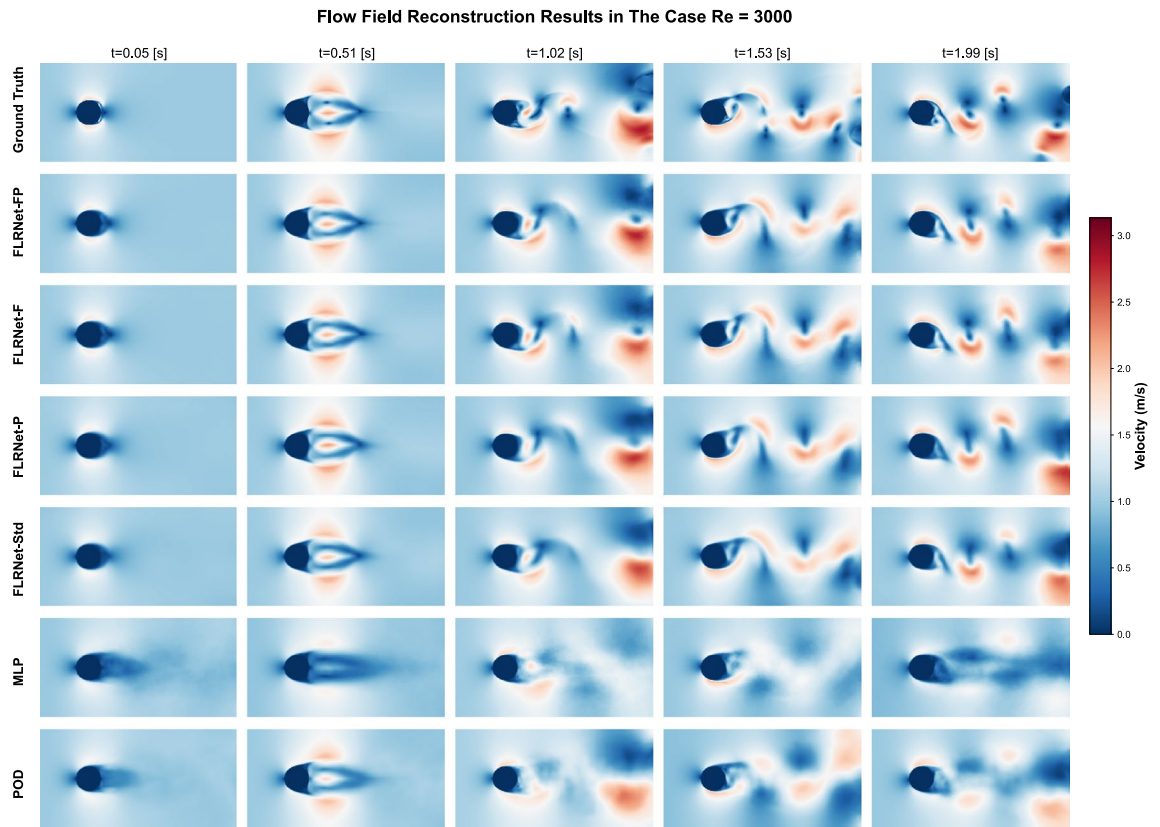 Flow Field Reconstruction Results in The Case Re = 3000
t=0.05 [s] t=0.51 [s] t=1.02 [s] t=1.53 [s] t=1.99 [s]
Ground Truth
FLRNet-FP
FLRNet-F
FLRNet-P
FLRNet-Std
MLP
POD
3.0
2.5
2.0
1.5
1.0
0.5
0.0
Velocity (m/s)